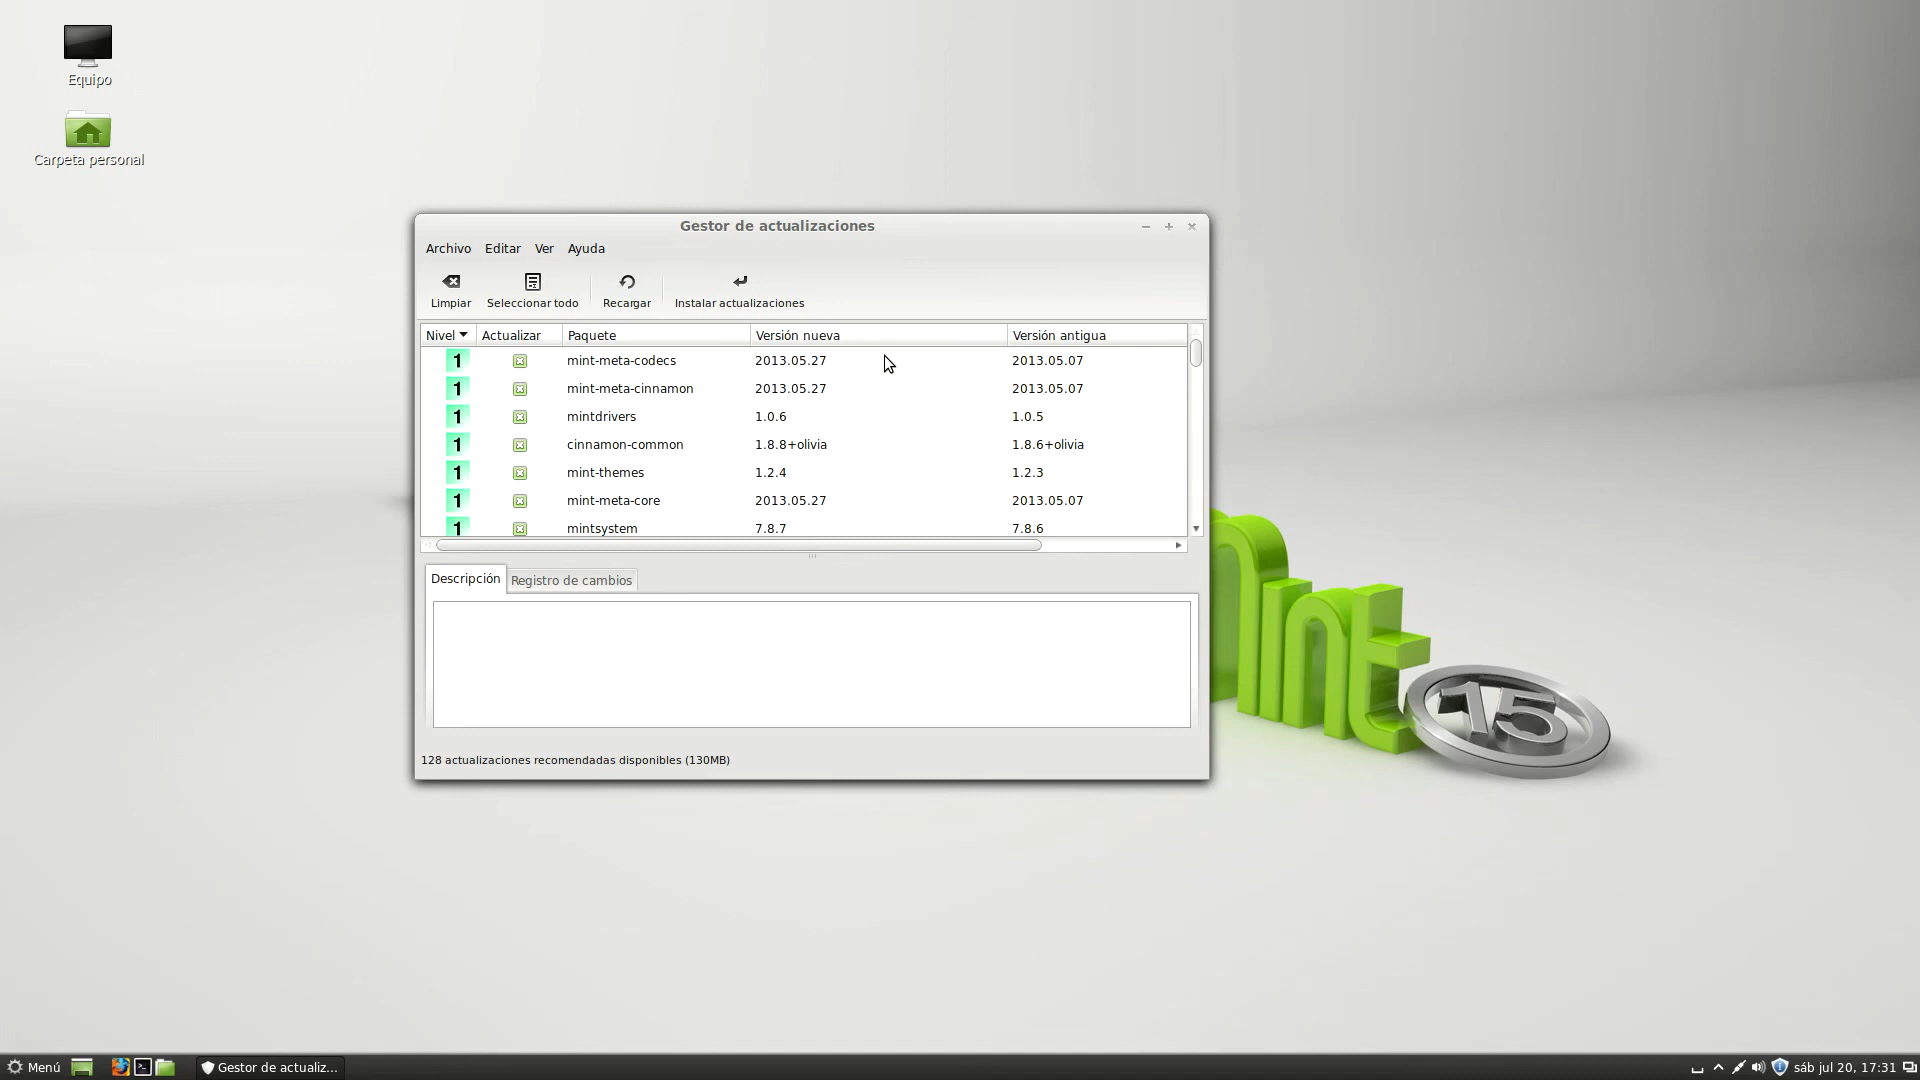 Equipo
Carpeta personal
Gestor de actualizaciones
Archivo Editar Ver Ayuda
Limpiar Seleccionar todo Recargar Instalar actualizaciones
Nivel Actualizar Paquete Versión nueva Versión antigua
1 mint-meta-codecs 2013.05.27 2013.05.07
1 mint-meta-cinnamon 2013.05.27 2013.05.07
1 mintdrivers 1.0.6 1.0.5
1 cinnamon-common 1.8.8+olivia 1.8.6+olivia
1 mint-themes 1.2.4 1.2.3
1 mint-meta-core 2013.05.27 2013.05.07
1 mintsystem 7.8.7 7.8.6
Descripción Registro de cambios
128 actualizaciones recomendadas disponibles (130MB)
mint
15
Menú Gestor de actualiz... sáb jul 20, 17:31